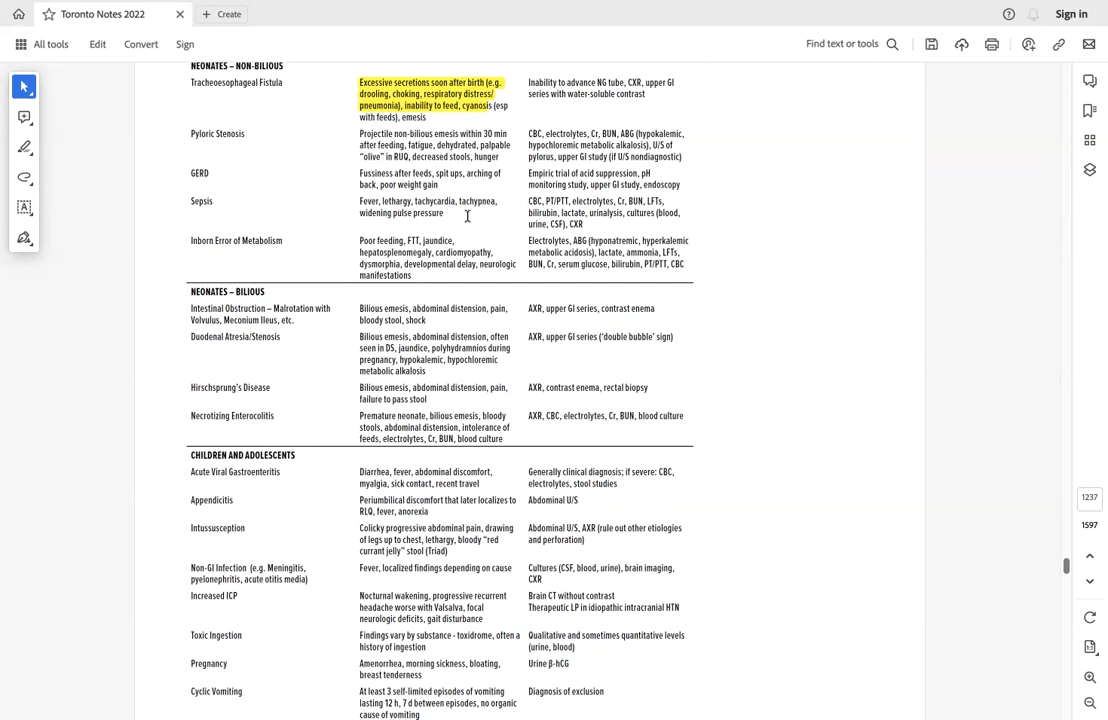 Toronto Notes 2022
Create
Sign in
All tools
Edit
Convert
Sign
Find text or tools
NEONATES – NON-BILIOUS
Tracheoesophageal Fistula
Excessive secretions soon after birth (e.g.
drooling, choking, respiratory distress/
pneumonia), inability to feed, cyanosis (esp
with feeds), emesis
Inability to advance NG tube, CXR, upper GI
series with water-soluble contrast
Pyloric Stenosis
Projectile non-bilious emesis within 30 min
after feeding, fatigue, dehydrated, palpable
“olive” in RUQ, decreased stools, hunger
CBC, electrolytes, Cr, BUN, ABG (hypokalemic,
hypochloremic metabolic alkalosis), U/S of
pylorus, upper GI study (if U/S nondiagnostic)
GERD
Fussiness after feeds, spit ups, arching of
back, poor weight gain
Empiric trial of acid suppression, pH
monitoring study, upper GI study, endoscopy
Sepsis
Fever, lethargy, tachycardia, tachypnea,
widening pulse pressure
CBC, PT/PTT, electrolytes, Cr, BUN, LFTs,
bilirubin, lactate, urinalysis, cultures (blood,
urine, CSF), CXR
Inborn Error of Metabolism
Poor feeding, FTT, jaundice,
hepatosplenomegaly, cardiomyopathy,
dysmorphia, developmental delay, neurologic
manifestations
Electrolytes, ABG (hyponatremic, hyperkalemic
metabolic acidosis), lactate, ammonia, LFTs,
BUN, Cr, serum glucose, bilirubin, PT/PTT, CBC
NEONATES – BILIOUS
Intestinal Obstruction – Malrotation with
Volvulus, Meconium Ileus, etc.
Bilious emesis, abdominal distension, pain,
bloody stool, shock
AXR, upper GI series, contrast enema
Duodenal Atresia/Stenosis
Bilious emesis, abdominal distension, often
seen in DS, jaundice, polyhydramnios during
pregnancy, hypokalemic, hypochloremic
metabolic alkalosis
AXR, upper GI series (‘double bubble’ sign)
Hirschsprung’s Disease
Bilious emesis, abdominal distension, pain,
failure to pass stool
AXR, contrast enema, rectal biopsy
Necrotizing Enterocolitis
Premature neonate, bilious emesis, bloody
stools, abdominal distension, intolerance of
feeds, electrolytes, Cr, BUN, blood culture
AXR, CBC, electrolytes, Cr, BUN, blood culture
CHILDREN AND ADOLESCENTS
Acute Viral Gastroenteritis
Diarrhea, fever, abdominal discomfort,
myalgia, sick contact, recent travel
Generally clinical diagnosis; if severe: CBC,
electrolytes, stool studies
Appendicitis
Periumbilical discomfort that later localizes to
RLQ, fever, anorexia
Abdominal U/S
Intussusception
Colicky progressive abdominal pain, drawing
of legs up to chest, lethargy, bloody “red
currant jelly” stool (Triad)
Abdominal U/S, AXR (rule out other etiologies
and perforation)
Non-GI Infection (e.g. Meningitis,
pyelonephritis, acute otitis media)
Fever, localized findings depending on cause
Cultures (CSF, blood, urine), brain imaging,
CXR
Increased ICP
Nocturnal wakening, progressive recurrent
headache worse with Valsalva, focal
neurologic deficits, gait disturbance
Brain CT without contrast
Therapeutic LP in idiopathic intracranial HTN
Toxic Ingestion
Findings vary by substance - toxidrome, often a
history of ingestion
Qualitative and sometimes quantitative levels
(urine, blood)
Pregnancy
Amenorrhea, morning sickness, bloating,
breast tenderness
Urine β-hCG
Cyclic Vomiting
At least 3 self-limited episodes of vomiting
lasting 12 h, 7 d between episodes, no organic
cause of vomiting
Diagnosis of exclusion
1237
1597